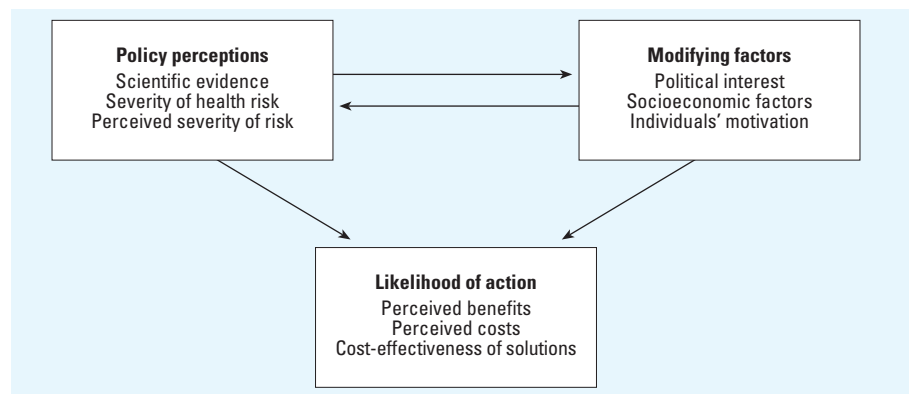 Policy perceptions
Scientific evidence
Severity of health risk
Perceived severity of risk
Modifying factors
Political interest
Socioeconomic factors
Individuals’ motivation
Likelihood of action
Perceived benefits
Perceived costs
Cost-effectiveness of solutions